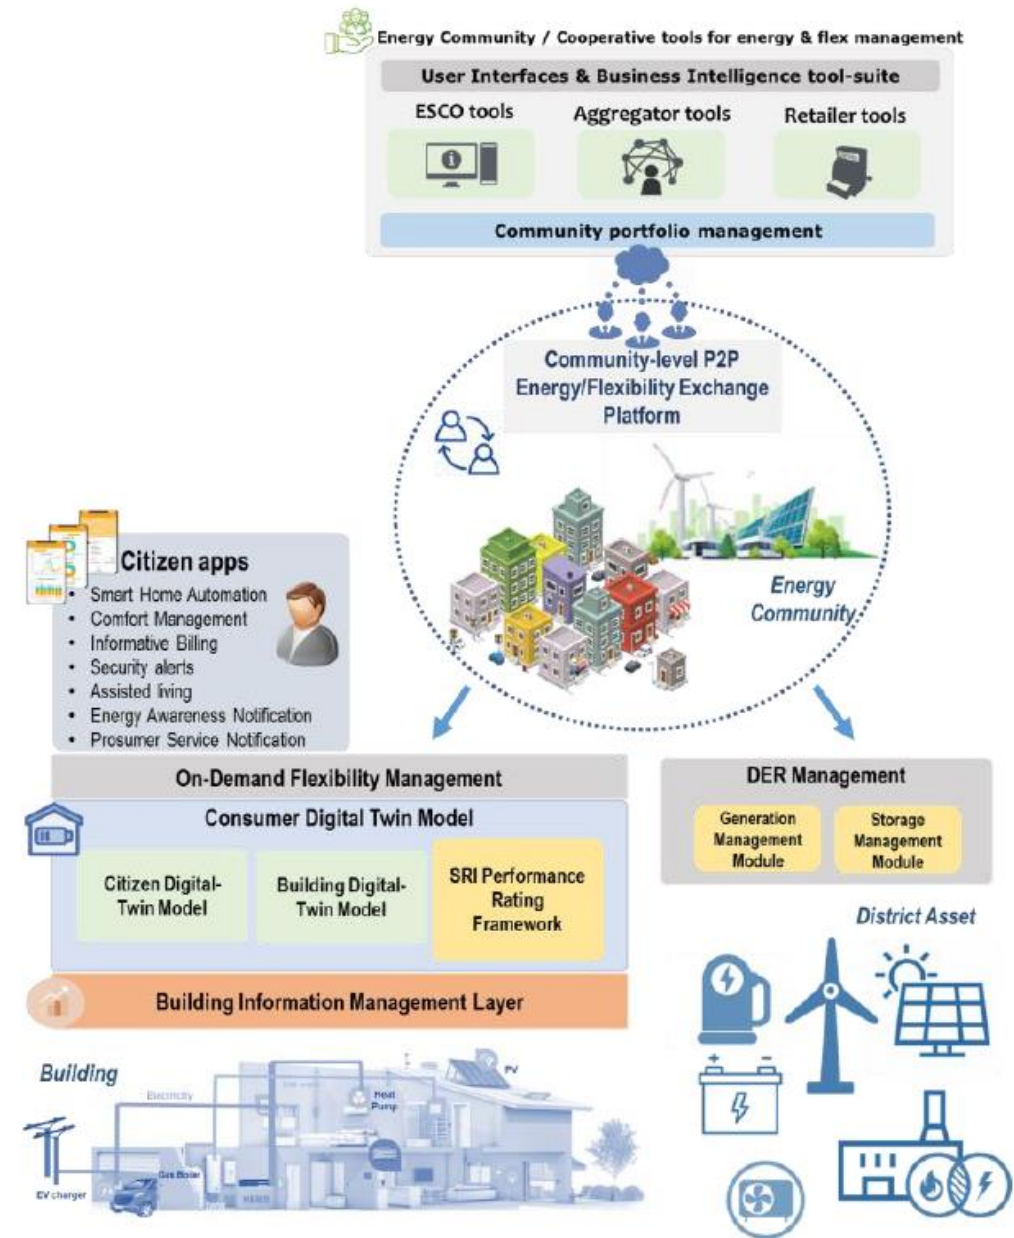 Energy Community / Cooperative tools for energy & flex management
User Interfaces & Business Intelligence tool-suite
ESCO tools
Aggregator tools
Retailer tools
Community portfolio management
Community-level P2P
Energy/Flexibility Exchange
Platform
Energy
Community
Citizen apps
• Smart Home Automation
• Comfort Management
• Informative Billing
• Security alerts
• Assisted living
• Energy Awareness Notification
• Prosumer Service Notification
On-Demand Flexibility Management
Consumer Digital Twin Model
Citizen Digital-
Twin Model
Building Digital-
Twin Model
SRI Performance
Rating
Framework
Building Information Management Layer
DER Management
Generation
Management
Module
Storage
Management
Module
District Asset
Building
Electricity
PV
Heat
Pump
Gas Boiler
EV charger